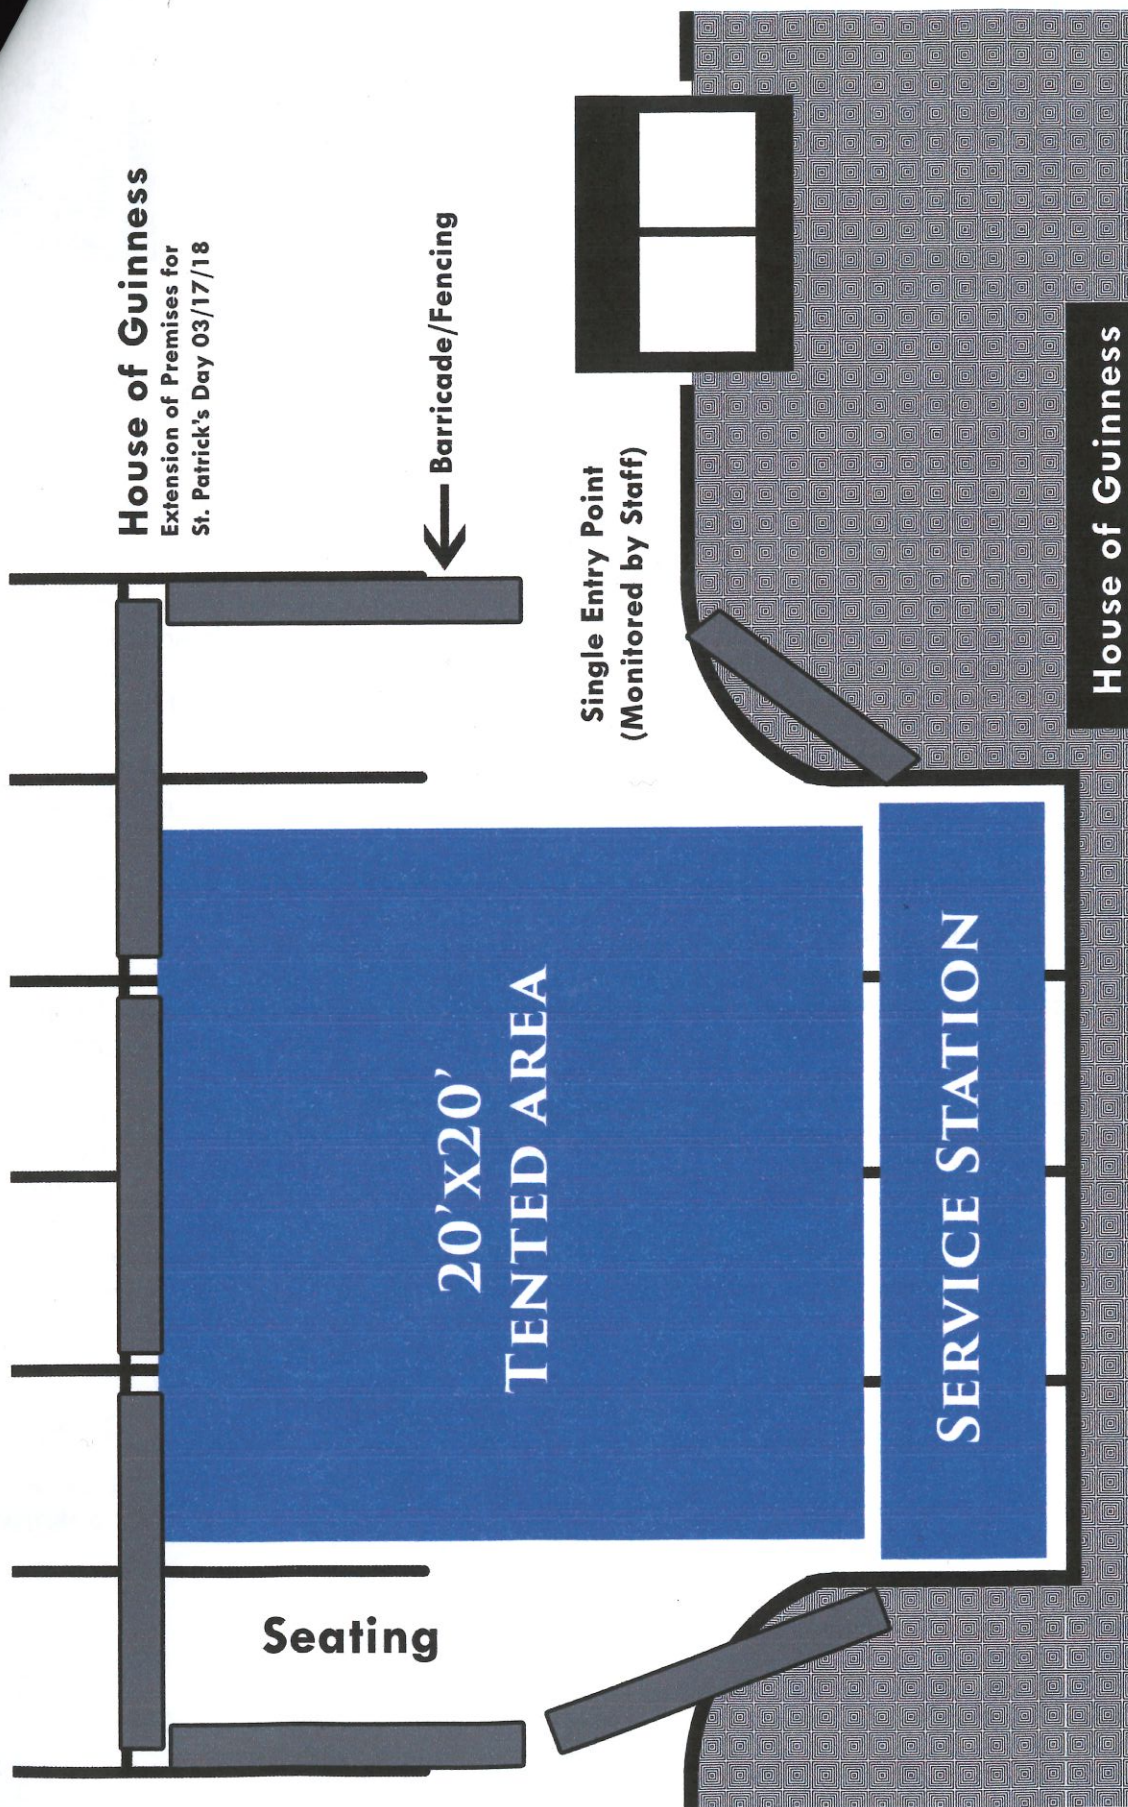 House of Guinness
Extension of Premises for
St. Patrick's Day 03/17/18
Barricade/Fencing
Single Entry Point
(Monitored by Staff)
20'x20'
Tented Area
Service Station
Seating
House of Guinness